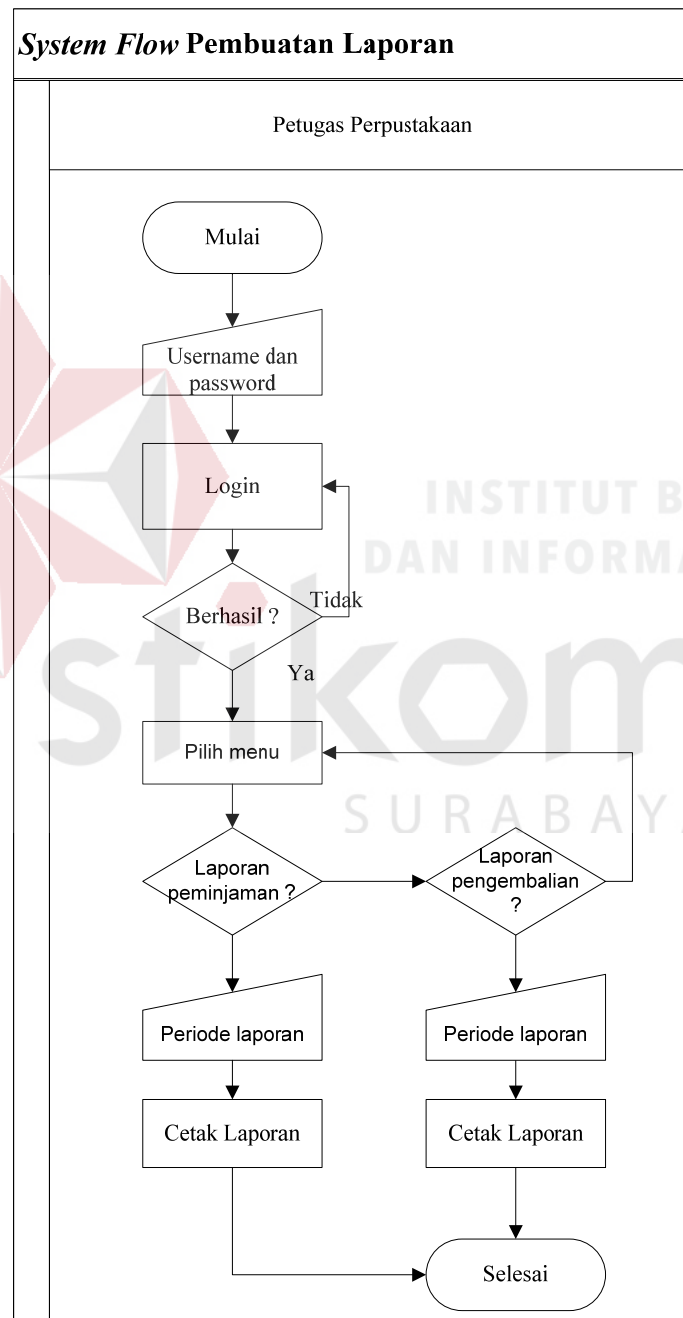 System Flow Pembuatan Laporan
Petugas Perpustakaan
Mulai
Username dan
password
Login
INSTITUT B
DAN INFORMA
Berhasil ?
Tidak
stikom
Ya
Pilih menu
SURABAYA
Laporan
peminjaman ?
Laporan
pengembalian
?
Periode laporan
Periode laporan
Cetak Laporan
Cetak Laporan
Selesai